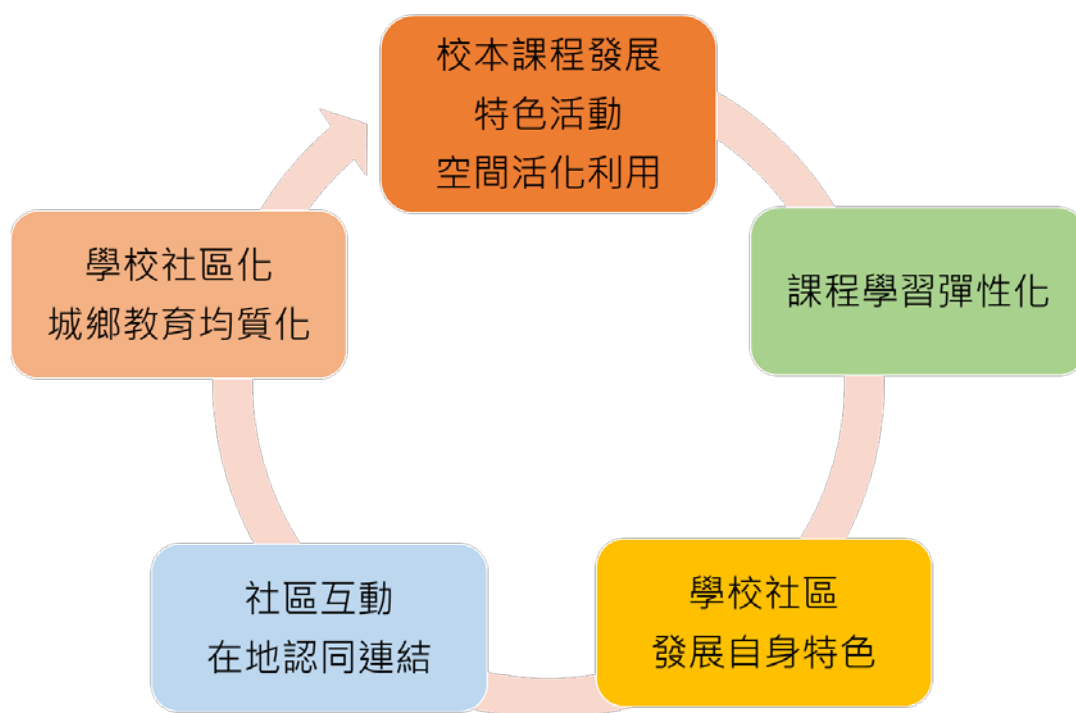 校本課程發展
特色活動
空間活化利用
課程學習彈性化
學校社區
發展自身特色
社區互動
在地認同連結
學校社區化
城鄉教育均質化